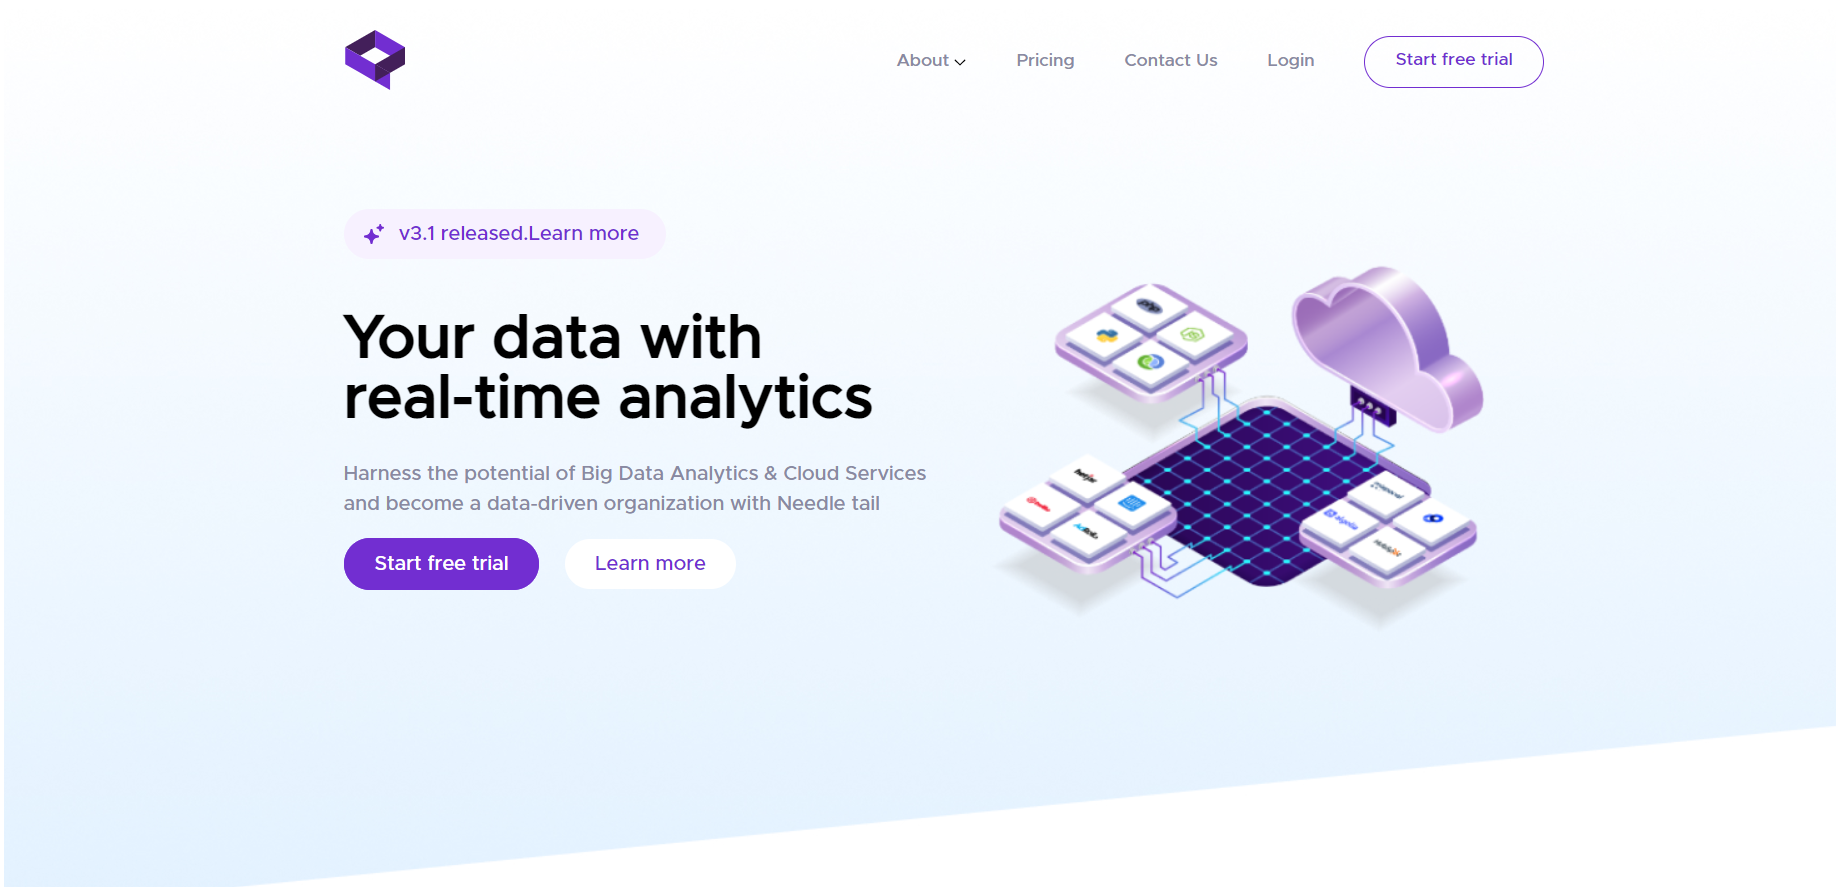 About
Pricing
Contact Us
Login
Start free trial
v3.1 released.Learn more
Your data with
real-time analytics
Harness the potential of Big Data Analytics & Cloud Services
and become a data-driven organization with Needle tail
Start free trial
Learn more
php
algolia